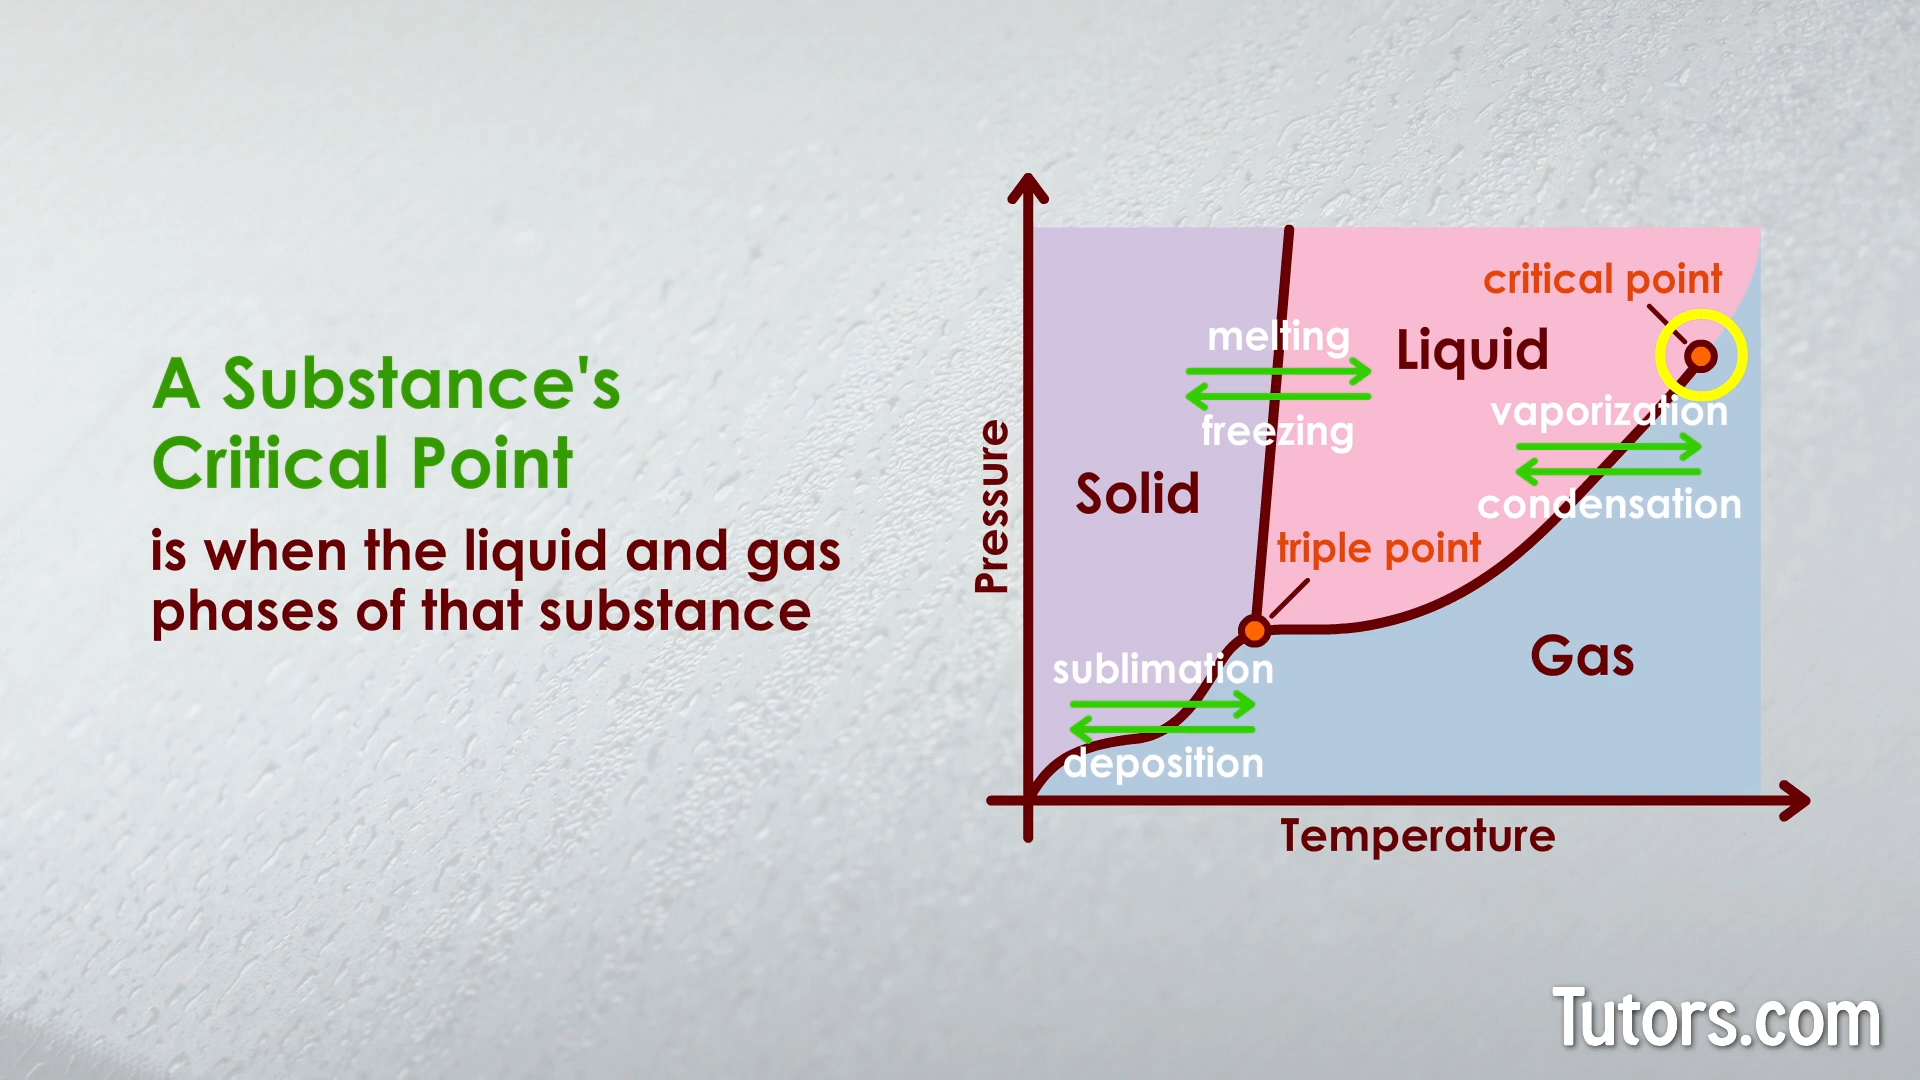 A Substance's
Critical Point
is when the liquid and gas
phases of that substance
critical point
melting
Liquid
freezing
vaporization
condensation
Pressure
Solid
triple point
Gas
sublimation
deposition
Temperature
Tutors.com